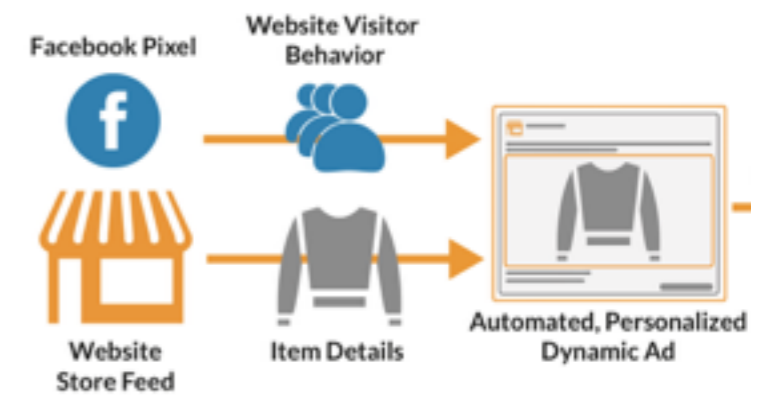 Facebook Pixel
Website Visitor
Behavior
f
Website
Store Feed
Item Details
Automated, Personalized
Dynamic Ad